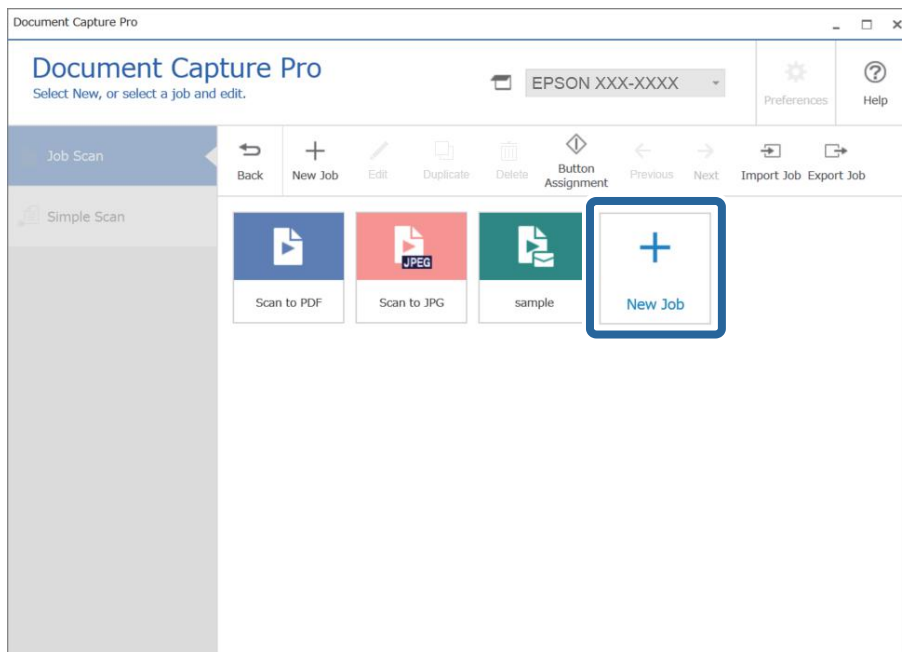 Document Capture Pro
Document Capture Pro
Select New, or select a job and edit.
EPSON XXX-XXXX
Preferences
Help
Job Scan
Simple Scan
Back
New Job
Edit
Duplicate
Delete
Button
Assignment
Previous
Next
Import Job
Export Job
JPEG
Scan to PDF
Scan to JPG
sample
New Job